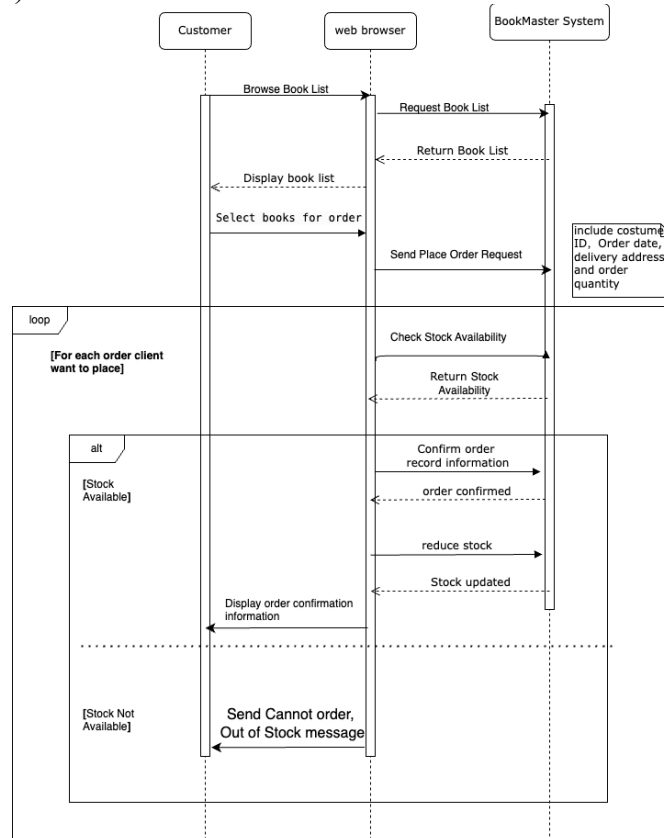 Customer
web browser
BookMaster System
Browse Book List
Request Book List
Return Book List
Display book list
Select books for order
Send Place Order Request
include costume
ID, Order date,
delivery address
and order
quantity
loop
[For each order client
want to place]
Check Stock Availability
Return Stock
Availability
alt
[Stock
Available]
Confirm order
record information
order confirmed
reduce stock
Stock updated
Display order confirmation
information
[Stock Not
Available]
Send Cannot order,
Out of Stock message